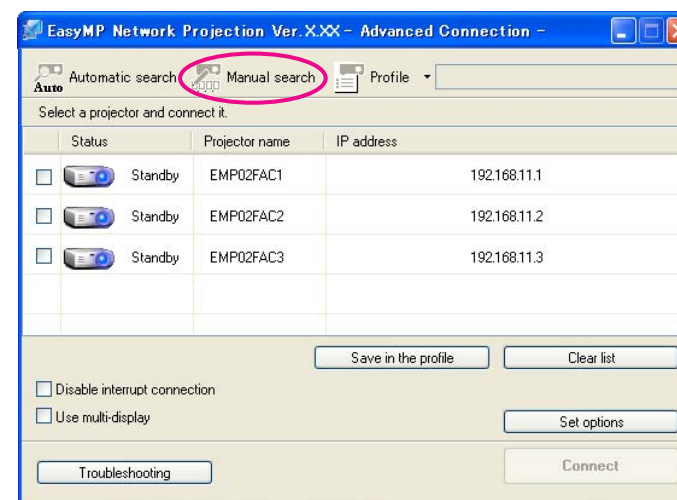 EasyMP Network Projection Ver.X.XX - Advanced Connection -
Auto Automatic search Manual search Profile
Select a projector and connect it.
Status Projector name IP address
Standby EMP02FAC1 192.168.11.1
Standby EMP02FAC2 192.168.11.2
Standby EMP02FAC3 192.168.11.3
Save in the profile Clear list
Disable interrupt connection
Use multi-display
Set options
Troubleshooting Connect